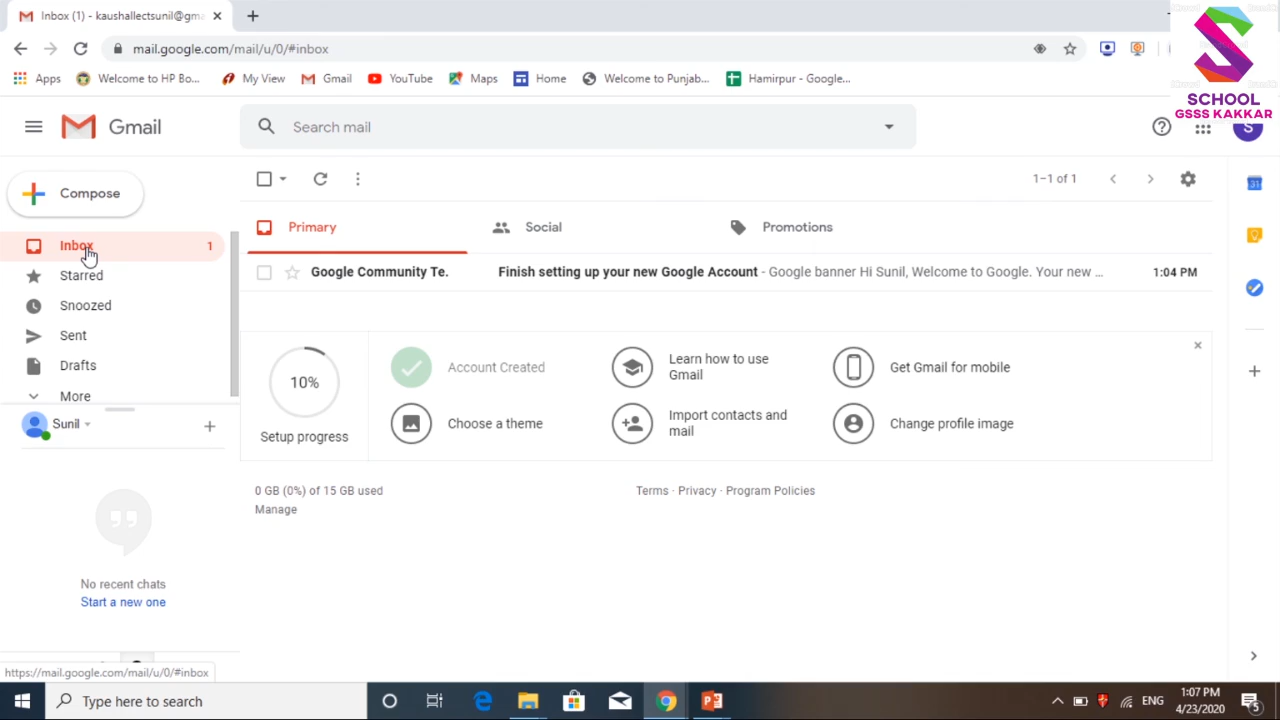 Inbox (1) - kaushallectsunil@gma
mail.google.com/mail/u/0/#inbox
Apps
Welcome to HP Bo...
My View
Gmail
YouTube
Maps
Home
Welcome to Punjab...
Hamirpur - Google...
SCHOOL
GSSS KAKKAR
Gmail
Search mail
S
Compose
1–1 of 1
Inbox 1
Starred
Snoozed
Sent
Drafts
More
Primary
Social
Promotions
Google Community Te. Finish setting up your new Google Account - Google banner Hi Sunil, Welcome to Google. Your new ... 1:04 PM
10%
Setup progress
Account Created
Learn how to use
Gmail
Get Gmail for mobile
Choose a theme
Import contacts and
mail
Change profile image
Sunil
0 GB (0%) of 15 GB used
Manage
Terms · Privacy · Program Policies
31
No recent chats
Start a new one
https://mail.google.com/mail/u/0/#inbox
Type here to search
ENG
1:07 PM
4/23/2020
5